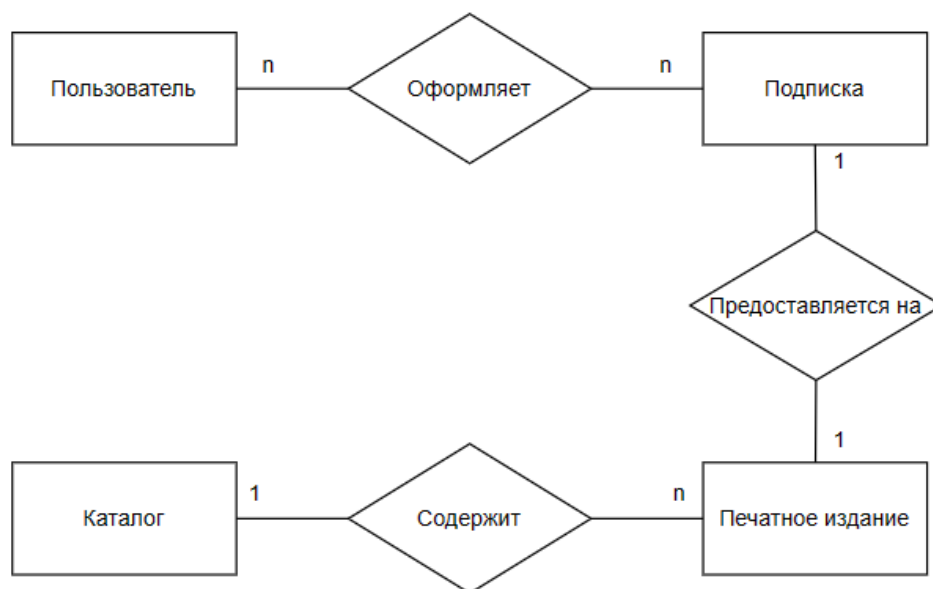 Пользователь
n
Оформляет
n
Подписка
1
Предоставляется на
1
Каталог
1
Содержит
n
Печатное издание